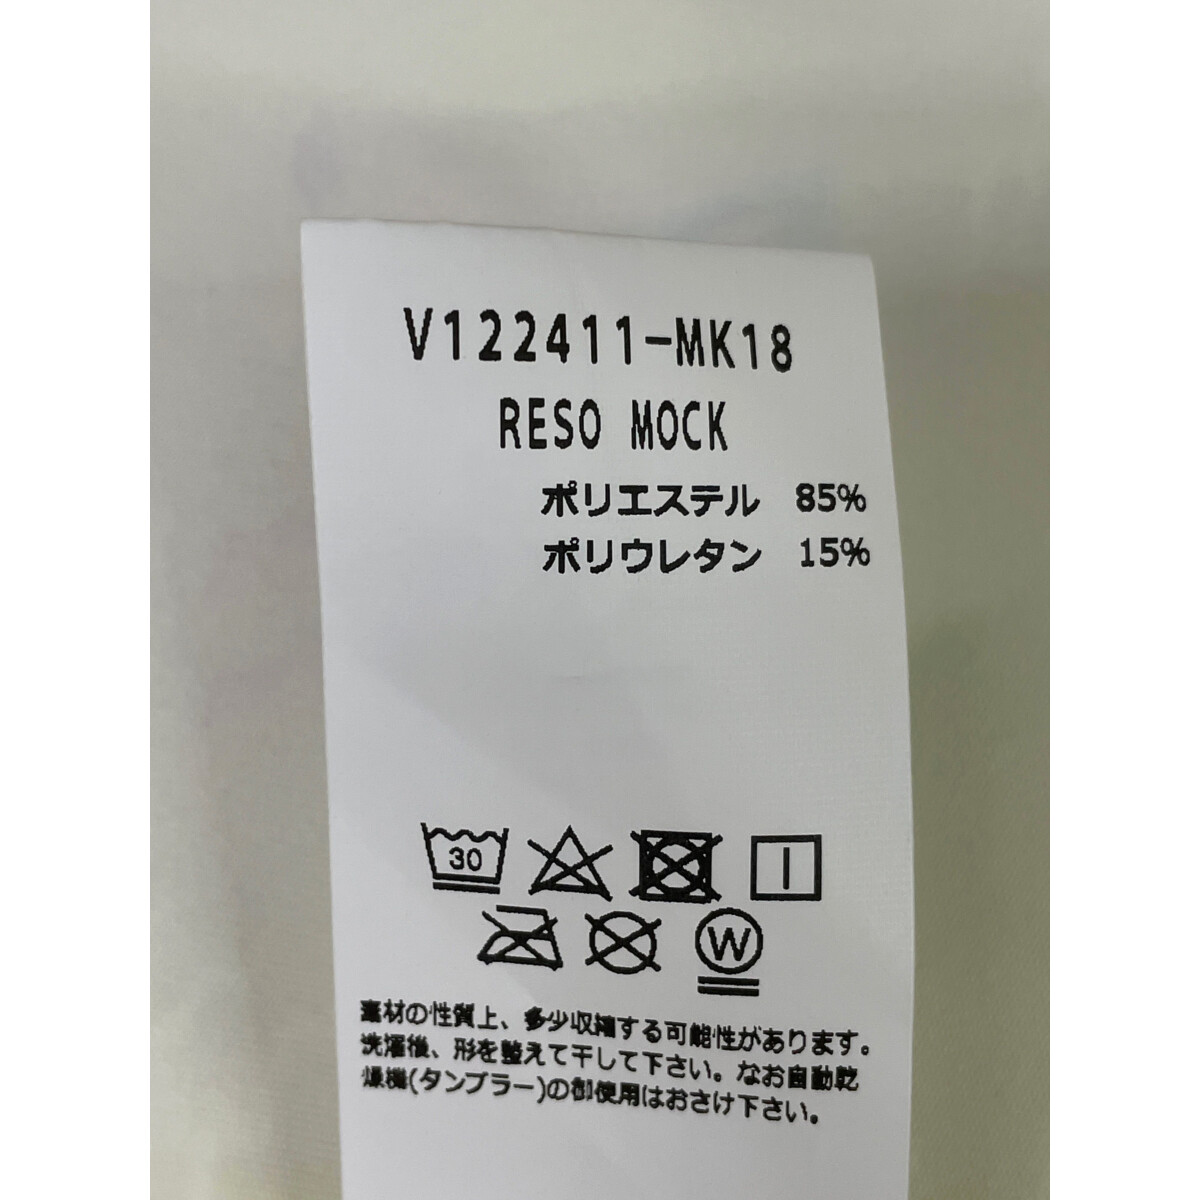 V122411-MK18
RESO MOCK
ポリエステル 85%
ポリウレタン 15%
30
W
素材の性質上、多少収縮する可能性があります。
洗濯後、形を整えて干して下さい。なお自動乾
燥機(タンブラー)の御使用はおさけ下さい。